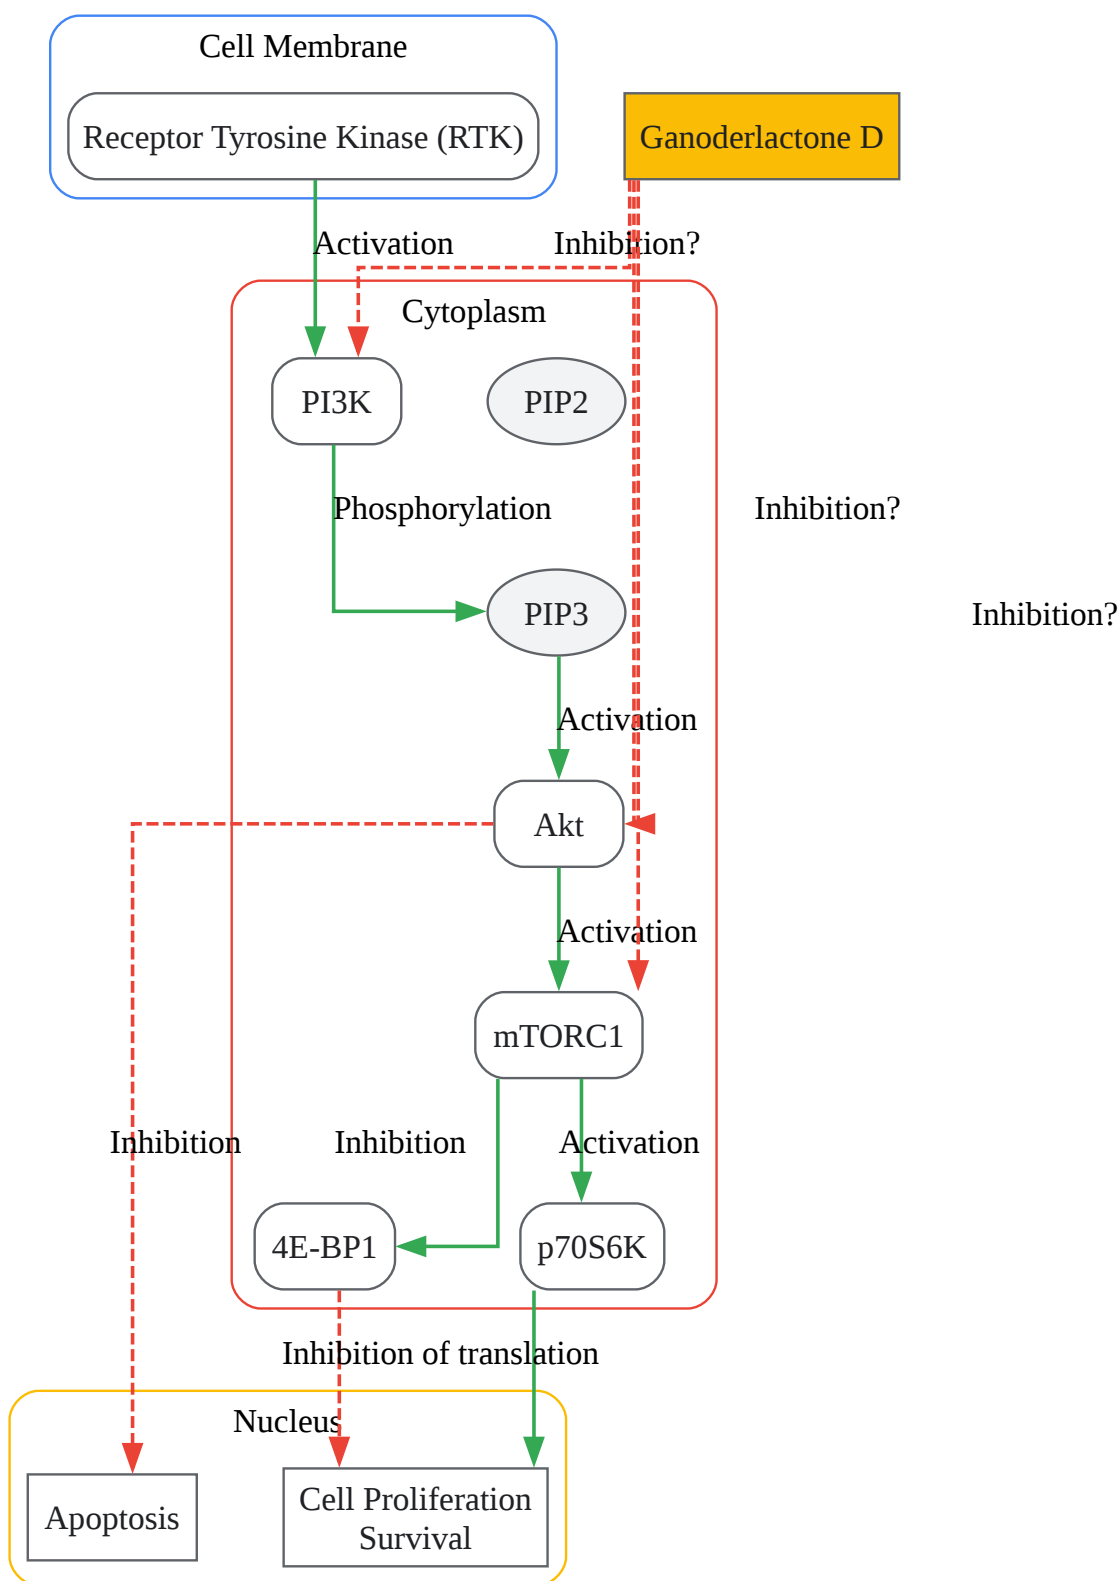 Cell Membrane
Receptor Tyrosine Kinase (RTK)
Ganoderlactone D
Activation
Inhibition?
Cytoplasm
PI3K
PIP2
Phosphorylation
Inhibition?
PIP3
Inhibition?
Activation
Akt
Activation
mTORC1
Inhibition
Inhibition
Activation
4E-BP1
p70S6K
Inhibition of translation
Nucleus
Apoptosis
Cell Proliferation
Survival